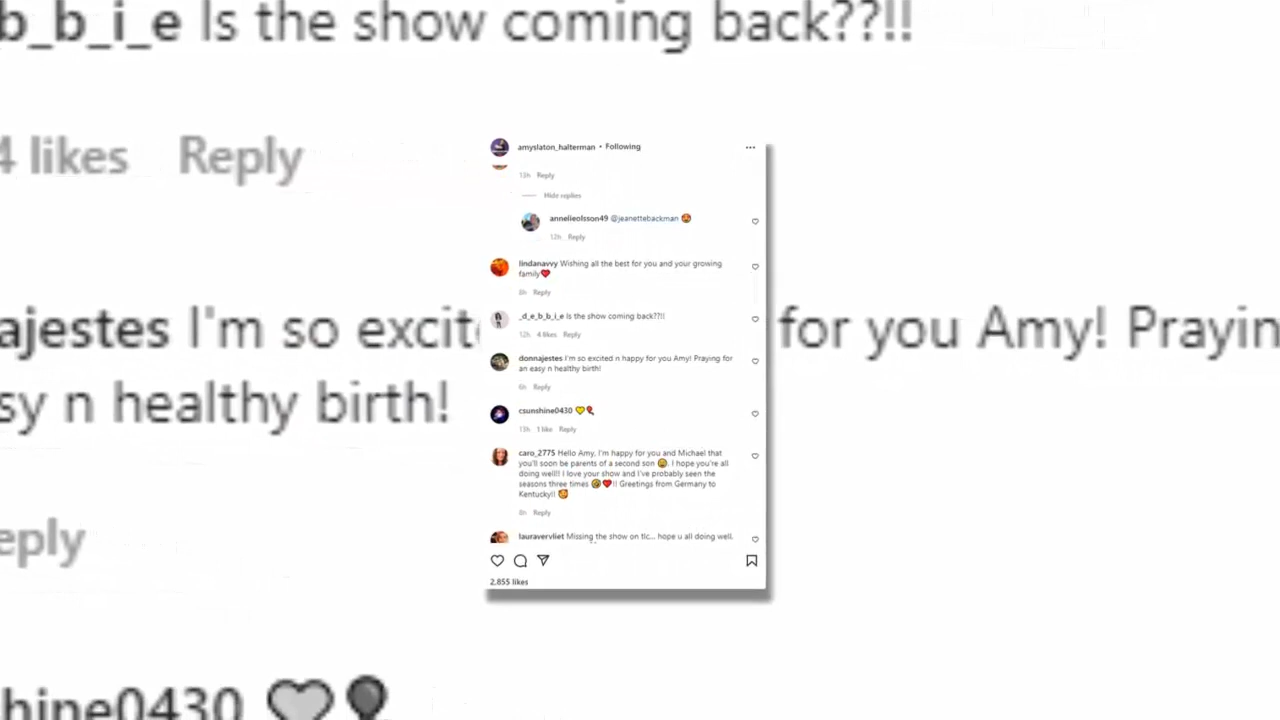 b_b_i_e Is the show coming back??!!
4 likes Reply
ajestes I'm so excit for you Amy! Prayin
sy n healthy birth!
eply
hine0430
amyslaton_halterman • Following
13h Reply
Hide replies
annelieolsson49 @jeanettebackman 🥰
12h Reply
lindanavvy Wishing all the best for you and your growing
family❤️
8h Reply
_d_e_b_b_i_e Is the show coming back??!!
12h 4 likes Reply
donnajestes I'm so excited n happy for you Amy! Praying for
an easy n healthy birth!
6h Reply
csunshine0430 💛🎈
13h 1 like Reply
caro_2775 Hello Amy, I'm happy for you and Michael that
you'll soon be parents of a second son. I hope you're all
doing well!! I love your show and I've probably seen the
seasons three times ❤️!! Greetings from Germany to
Kentucky!! 🥰
8h Reply
lauravervliet Missing the show on tlc... hope u all doing well.
2,855 likes